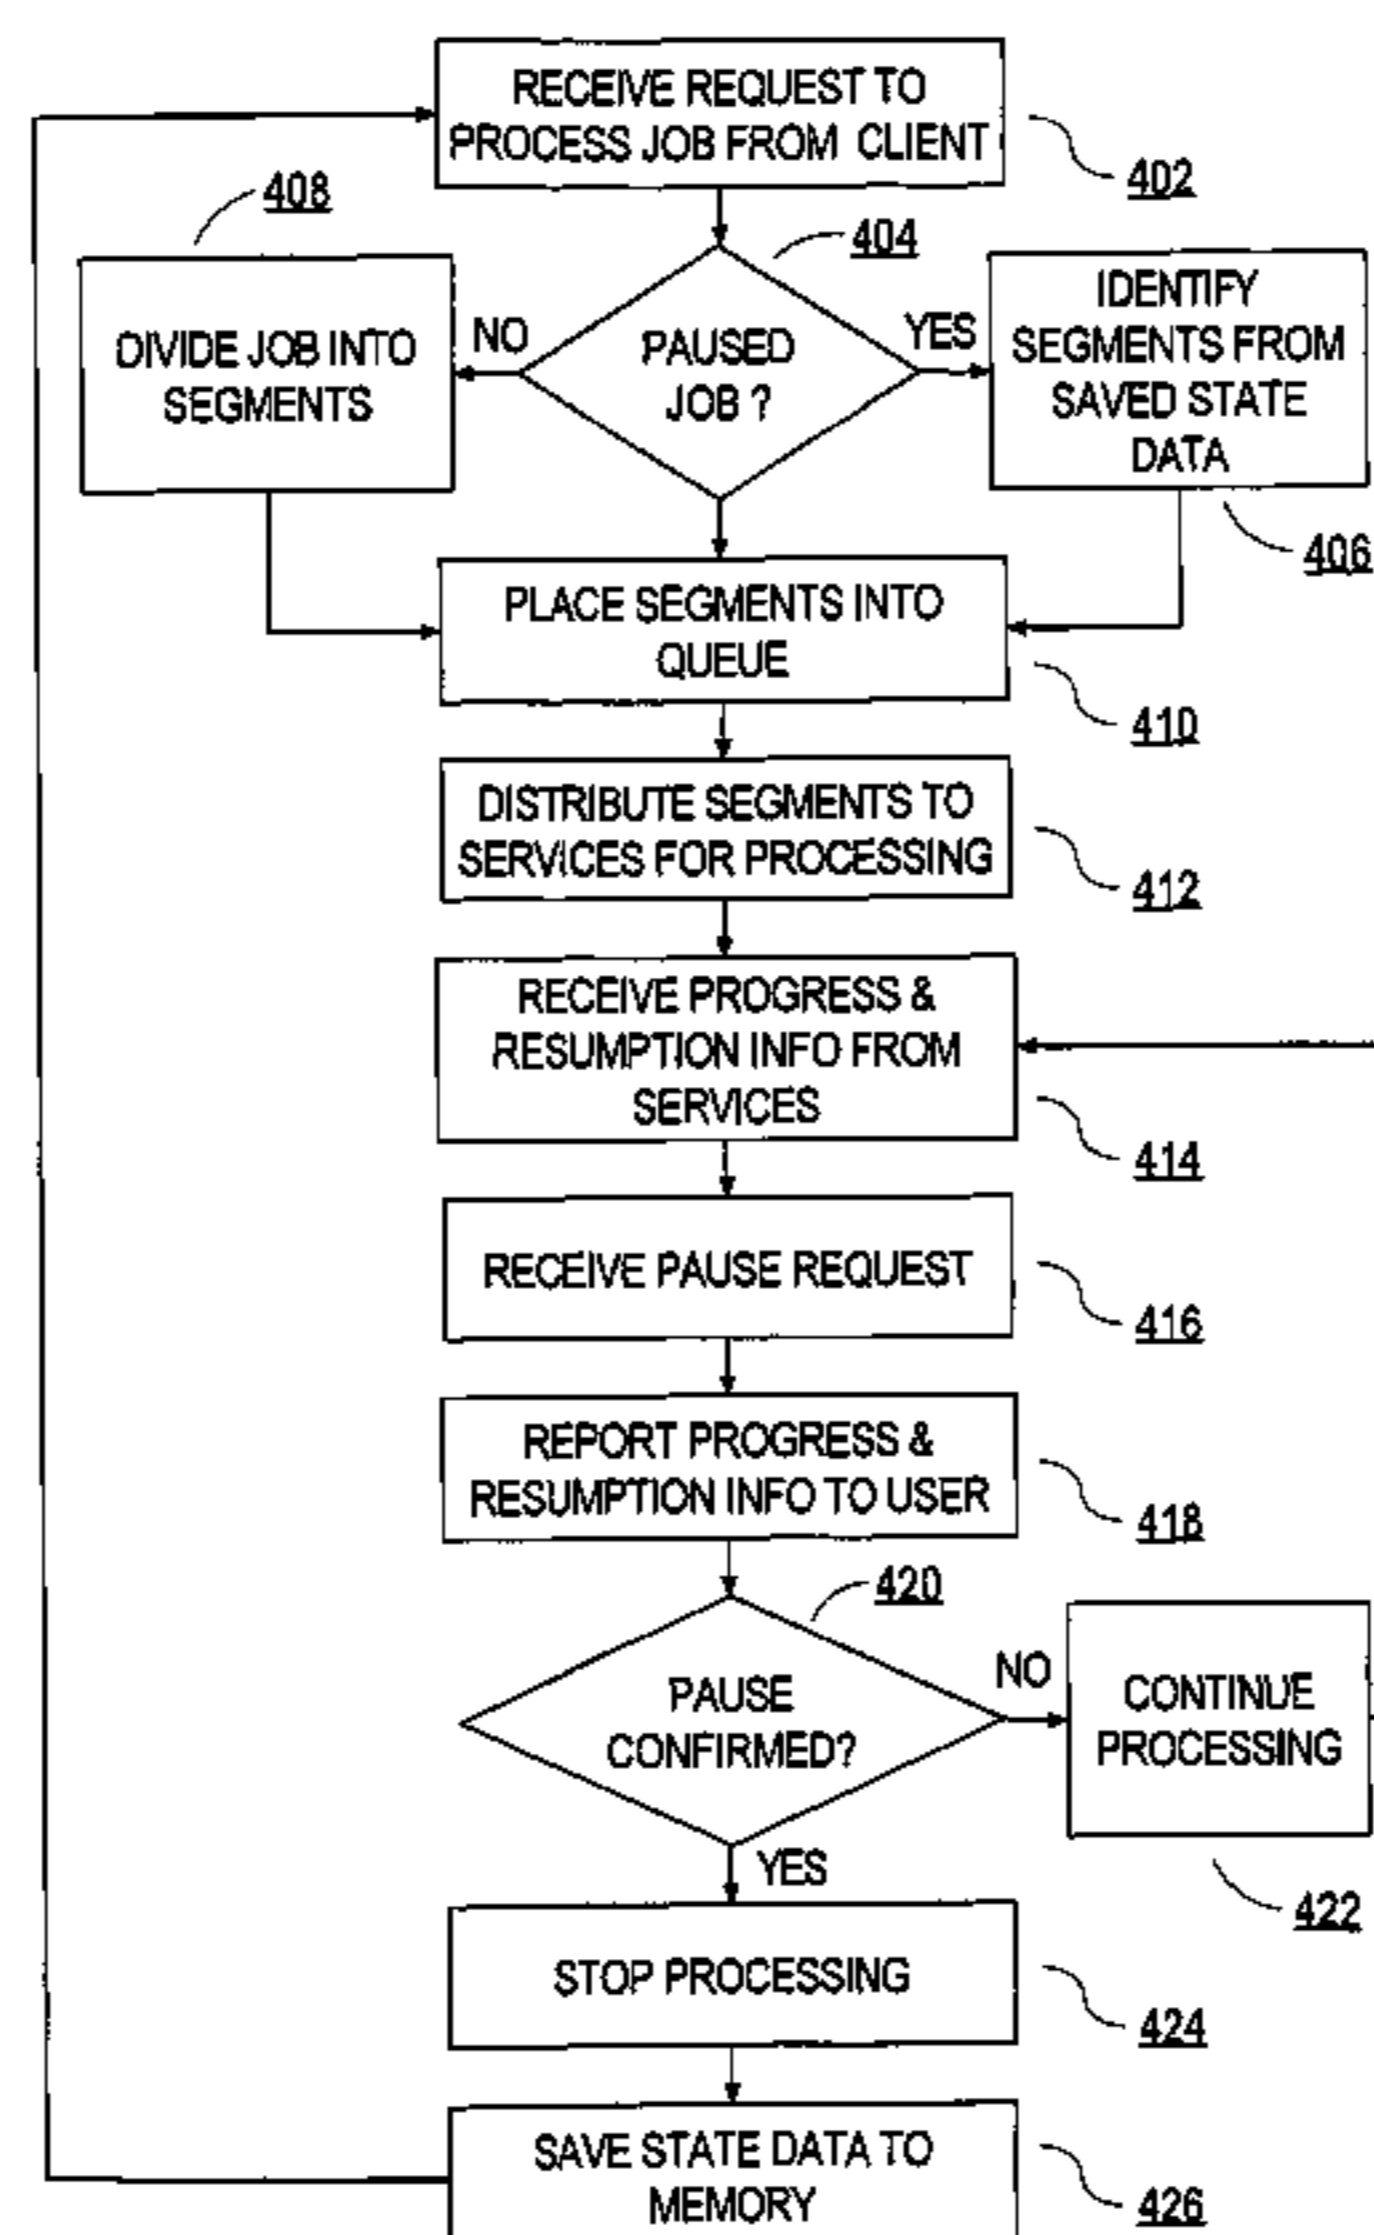 RECEIVE REQUEST TO
PROCESS JOB FROM CLIENT
402
408
404
DIVIDE JOB INTO
SEGMENTS
NO
PAUSED
JOB ?
YES
IDENTIFY
SEGMENTS FROM
SAVED STATE
DATA
406
PLACE SEGMENTS INTO
QUEUE
410
DISTRIBUTE SEGMENTS TO
SERVICES FOR PROCESSING
412
RECEIVE PROGRESS &
RESUMPTION INFO FROM
SERVICES
414
RECEIVE PAUSE REQUEST
416
REPORT PROGRESS &
RESUMPTION INFO TO USER
418
420
PAUSE
CONFIRMED?
NO
CONTINUE
PROCESSING
422
YES
STOP PROCESSING
424
SAVE STATE DATA TO
MEMORY
426